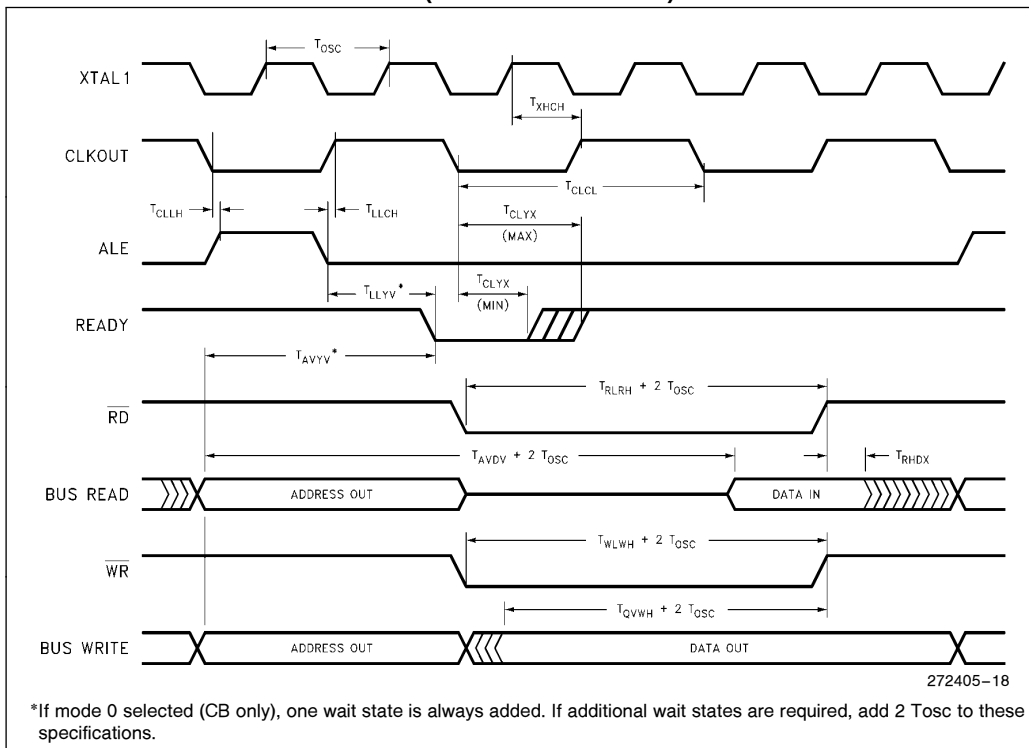 T_OSC
XTAL1
T_XHCH
CLKOUT
T_CLCL
T_CLLH
T_LLCH
T_CLYX
(MAX)
ALE
T_LLYV*
T_CLYX
(MIN)
READY
T_AVYV*
T_RLRH + 2 T_OSC
RD
T_AVDV + 2 T_OSC
T_RHDX
BUS READ
ADDRESS OUT
DATA IN
T_WLWH + 2 T_OSC
WR
T_QVWH + 2 T_OSC
BUS WRITE
ADDRESS OUT
DATA OUT
272405-18
*If mode 0 selected (CB only), one wait state is always added. If additional wait states are required, add 2 Tosc to these
specifications.